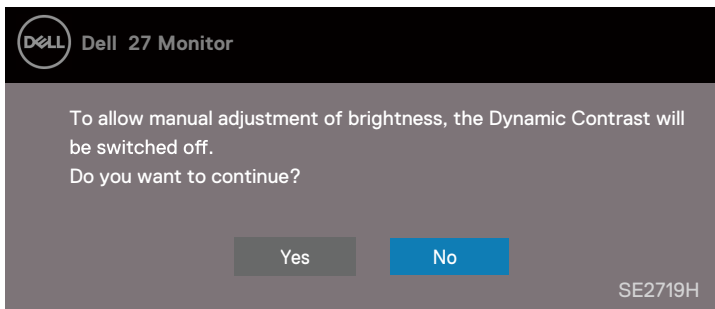 DELL Dell 27 Monitor
To allow manual adjustment of brightness, the Dynamic Contrast will
be switched off.
Do you want to continue?
Yes No
SE2719H